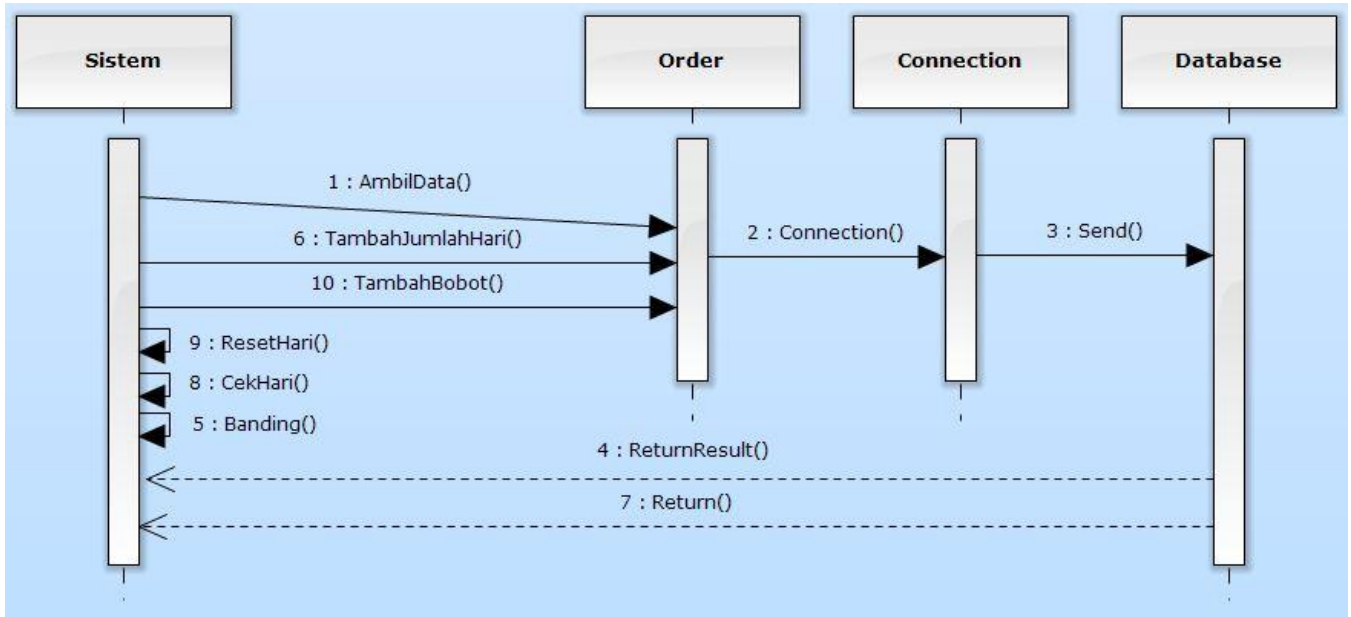 Sistem
Order
Connection
Database
1 : AmbilData()
6 : TambahJumlahHari()
2 : Connection()
3 : Send()
10 : TambahBobot()
9 : ResetHari()
8 : CekHari()
5 : Banding()
4 : ReturnResult()
7 : Return()